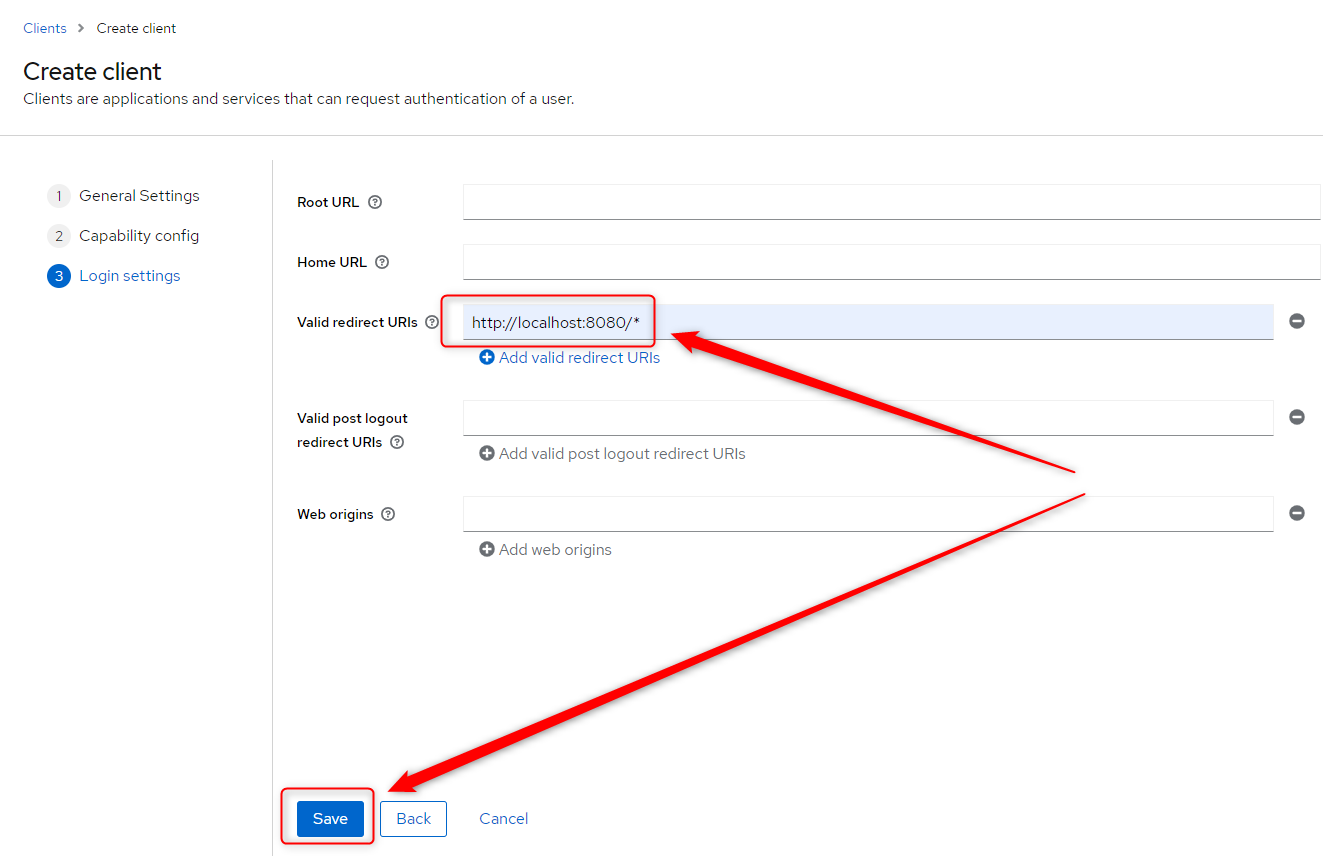 Clients > Create client
Create client
Clients are applications and services that can request authentication of a user.
1 General Settings
2 Capability config
3 Login settings
Root URL
Home URL
Valid redirect URIs
http://localhost:8080/*
Add valid redirect URIs
Valid post logout
redirect URIs
Add valid post logout redirect URIs
Web origins
Add web origins
Save Back Cancel